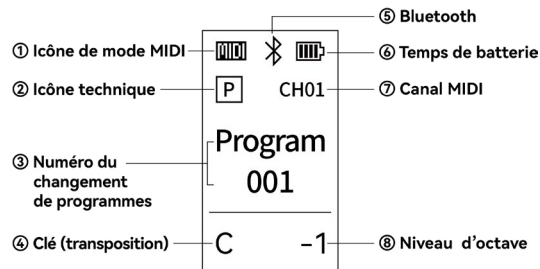 ⑤ Bluetooth
① Icône de mode MIDI
MIDI
⑥ Temps de batterie
② Icône technique
P
CH01
⑦ Canal MIDI
Program
001
③ Numéro du
changement
de programmes
④ Clé (transposition)
C
-1
⑧ Niveau d'octave